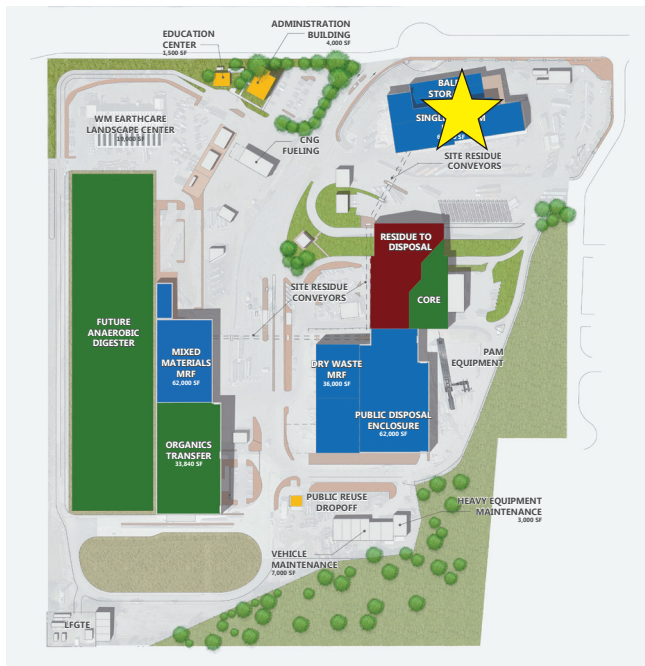 ADMINISTRATION
BUILDING
4,000 SF
EDUCATION
CENTER
1,500 SF
WM EARTHCARE
LANDSCAPE CENTER
CNG
FUELING
SITE RESIDUE
CONVEYORS
RESIDUE TO
DISPOSAL
CORE
SITE RESIDUE
CONVEYORS
FUTURE
ANAEROBIC
DIGESTER
MIXED
MATERIALS
MRF
62,000 SF
DRY WASTE
MRF
36,000 SF
PAM
EQUIPMENT
PUBLIC DISPOSAL
ENCLOSURE
62,000 SF
ORGANICS
TRANSFER
33,840 SF
PUBLIC REUSE
DROPOFF
HEAVY EQUIPMENT
MAINTENANCE
3,000 SF
VEHICLE
MAINTENANCE
7,000 SF
LFGTE